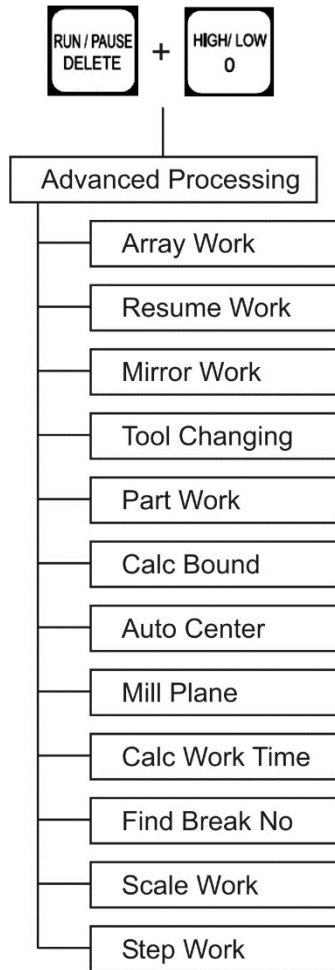 RUN / PAUSE
DELETE
+
HIGH/ LOW
0
Advanced Processing
Array Work
Resume Work
Mirror Work
Tool Changing
Part Work
Calc Bound
Auto Center
Mill Plane
Calc Work Time
Find Break No
Scale Work
Step Work